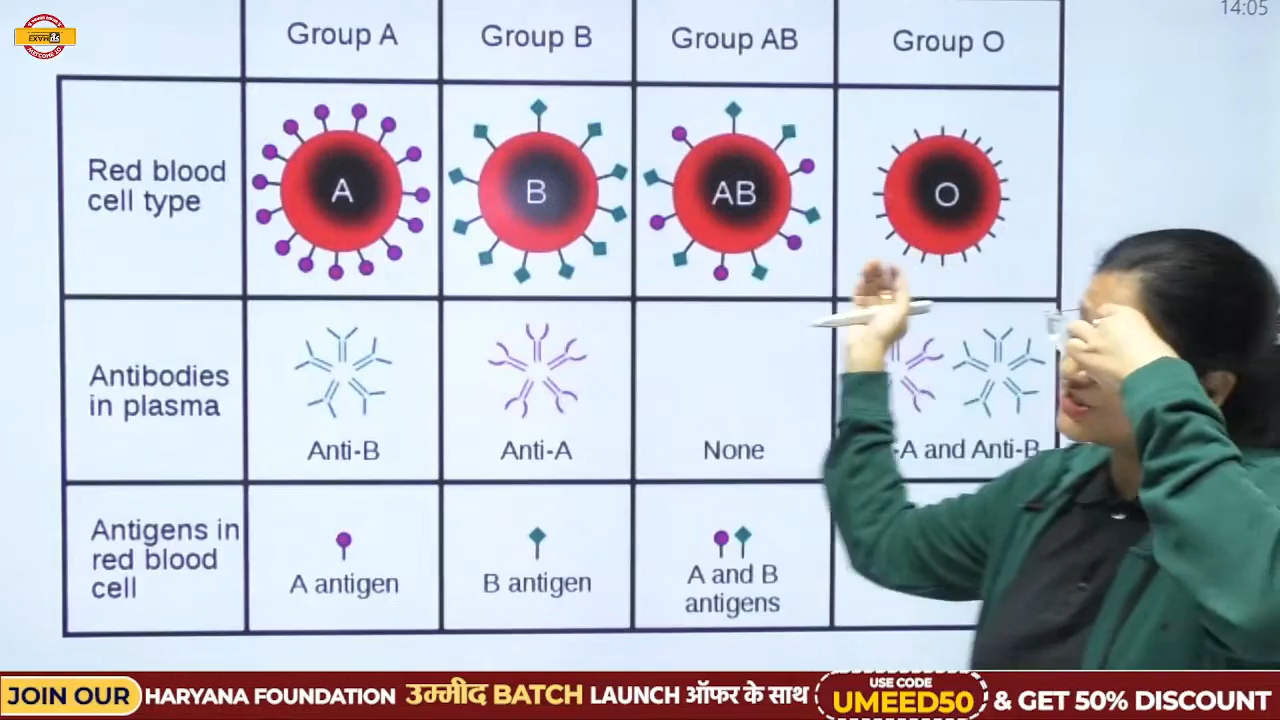 14:05
Group A
Group B
Group AB
Group O
Red blood
cell type
A
B
AB
O
Antibodies
in plasma
Anti-B
Anti-A
None
-A and Anti-B
Antigens in
red blood
cell
A antigen
B antigen
A and B
antigens
JOIN OUR HARYANA FOUNDATION उम्मीद BATCH LAUNCH ऑफर के साथ
USE CODE
UMEED50
& GET 50% DISCOUNT